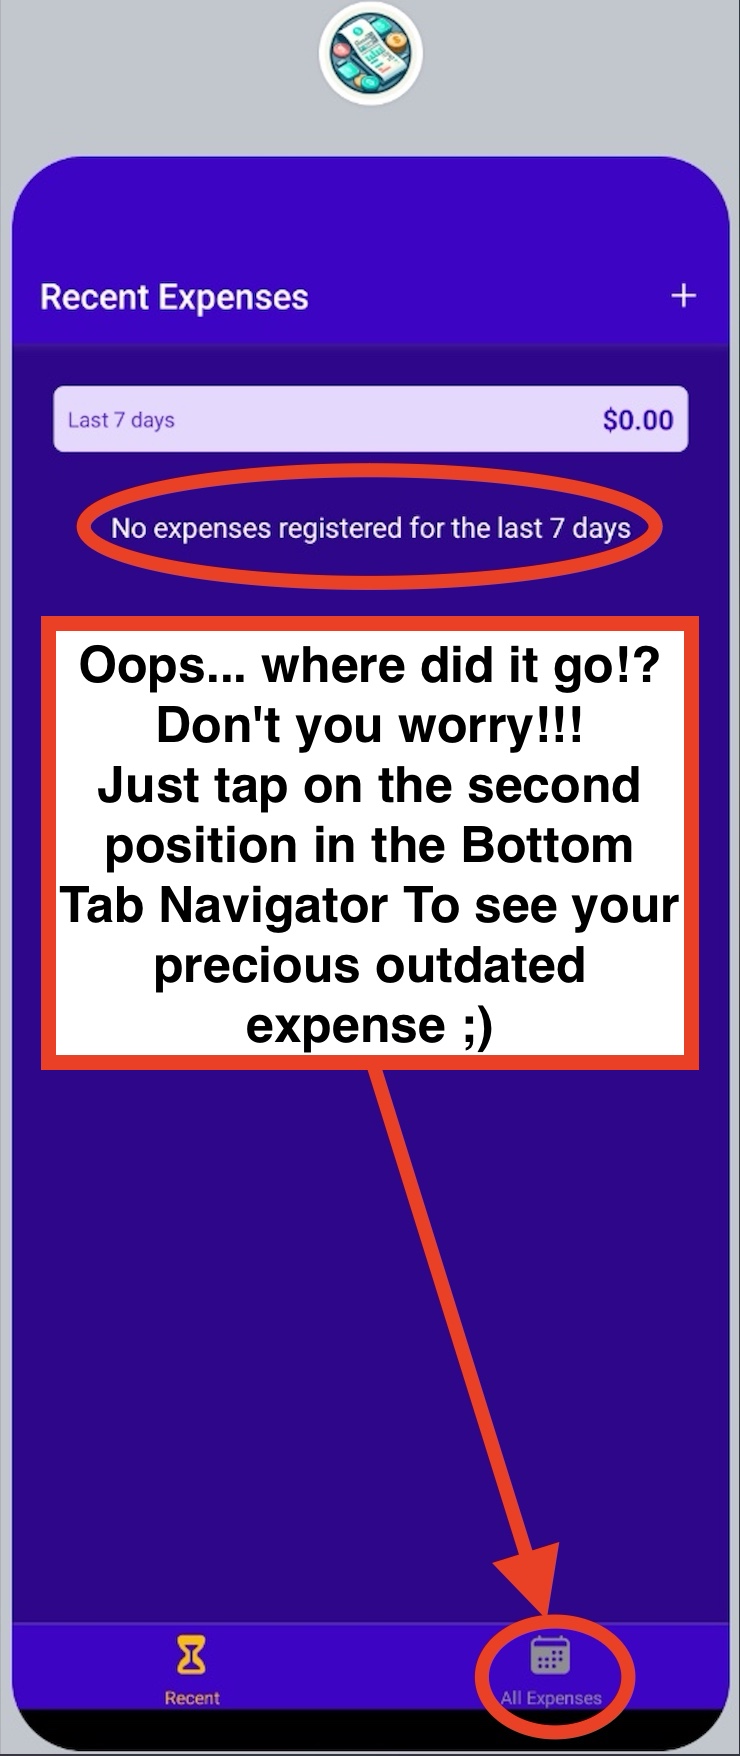 Recent Expenses +
Last 7 days $0.00
No expenses registered for the last 7 days
Oops... where did it go!?
Don't you worry!!!
Just tap on the second
position in the Bottom
Tab Navigator To see your
precious outdated
expense ;)
Recent All Expenses